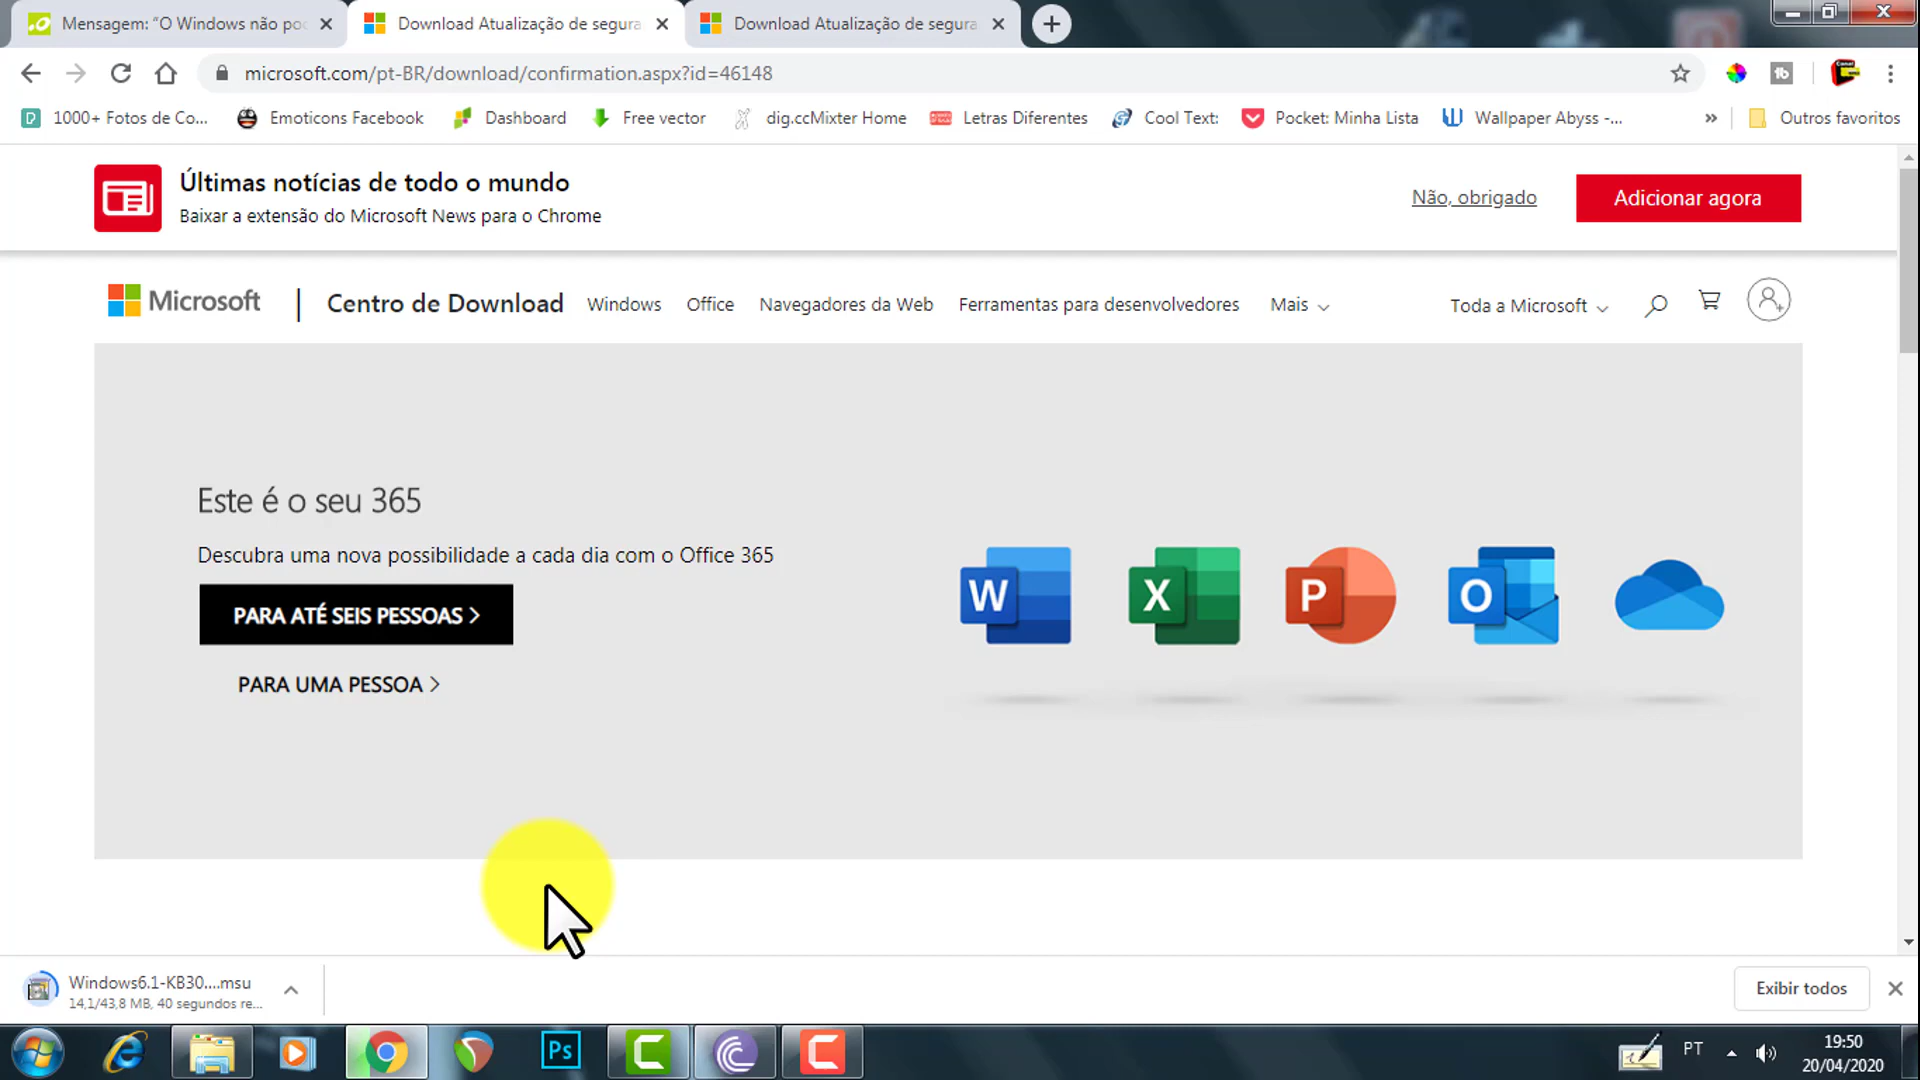 Mensagem: "O Windows não poc
Download Atualização de segura
Download Atualização de segura
microsoft.com/pt-BR/download/confirmation.aspx?id=46148
1000+ Fotos de Co...
Emoticons Facebook
Dashboard
Free vector
dig.ccMixter Home
Letras Diferentes
Cool Text:
Pocket: Minha Lista
Wallpaper Abyss -...
»
Outros favoritos
Últimas notícias de todo o mundo
Baixar a extensão do Microsoft News para o Chrome
Não, obrigado
Adicionar agora
Microsoft
Centro de Download
Windows
Office
Navegadores da Web
Ferramentas para desenvolvedores
Mais
Toda a Microsoft
Este é o seu 365
Descubra uma nova possibilidade a cada dia com o Office 365
PARA ATÉ SEIS PESSOAS >
PARA UMA PESSOA >
W
X
P
O
Windows6.1-KB30....msu
14,1/43,8 MB, 40 segundos re...
Exibir todos
Ps
PT
19:50
20/04/2020